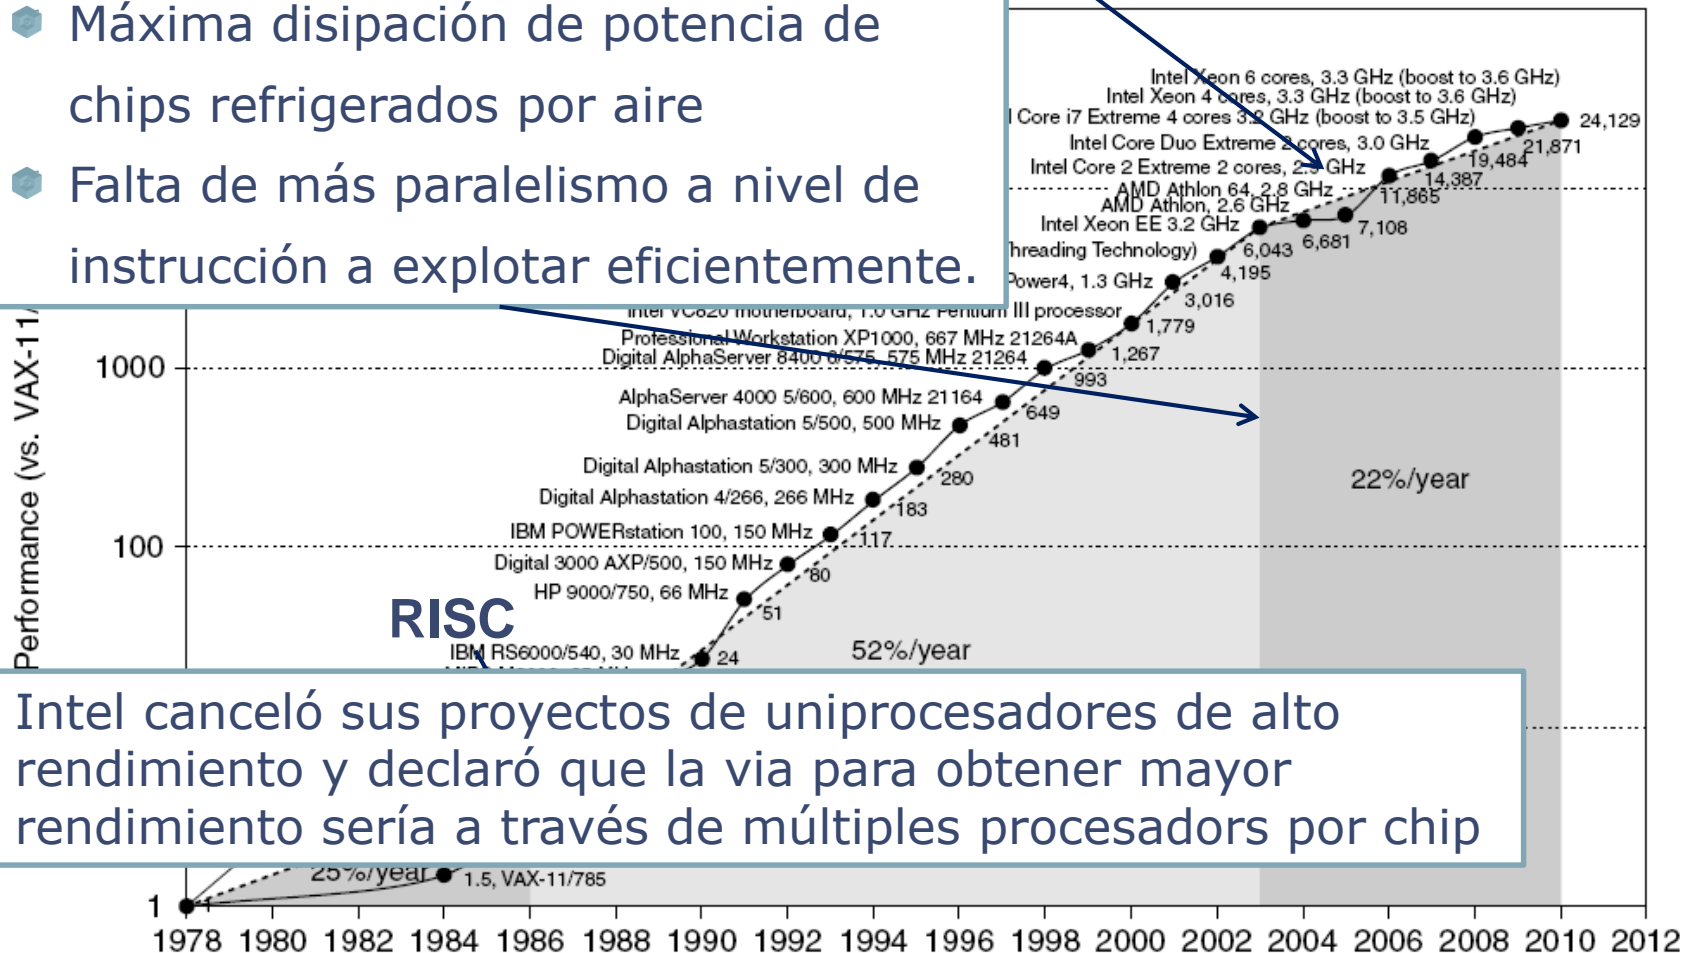 Máxima disipación de potencia de
chips refrigerados por aire
Falta de más paralelismo a nivel de
instrucción a explotar eficientemente.
Intel Xeon 6 cores, 3.3 GHz (boost to 3.6 GHz)
Intel Xeon 4 cores, 3.3 GHz (boost to 3.6 GHz)
Core i7 Extreme 4 cores 3.2 GHz (boost to 3.5 GHz)
24,129
Intel Core Duo Extreme 2 cores, 3.0 GHz
21,871
Intel Core 2 Extreme 2 cores, 2.9 GHz
19,484
14,387
AMD Athlon 64, 2.8 GHz
11,865
AMD Athlon, 2.6 GHz
Intel Xeon EE 3.2 GHz
7,108
6,681
6,043
Threading Technology)
4,195
Power4, 1.3 GHz
3,016
Intel VC820 motherboard, 1.0 GHz Pentium III processor
1,779
Professional Workstation XP1000, 667 MHz 21264A
1,267
Digital AlphaServer 8400 6/575, 575 MHz 21264
993
1000
AlphaServer 4000 5/600, 600 MHz 21164
649
Digital Alphastation 5/500, 500 MHz
481
Digital Alphastation 5/300, 300 MHz
280
22%/year
Digital Alphastation 4/266, 266 MHz
183
IBM POWERstation 100, 150 MHz
117
100
Digital 3000 AXP/500, 150 MHz
80
HP 9000/750, 66 MHz
51
RISC
IBM RS6000/540, 30 MHz
24
52%/year
Performance (vs. VAX-11/
Intel canceló sus proyectos de uniprocesadores de alto
rendimiento y declaró que la via para obtener mayor
rendimiento sería a través de múltiples procesadors por chip
25%/year
1.5, VAX-11/785
1
1978 1980 1982 1984 1986 1988 1990 1992 1994 1996 1998 2000 2002 2004 2006 2008 2010 2012